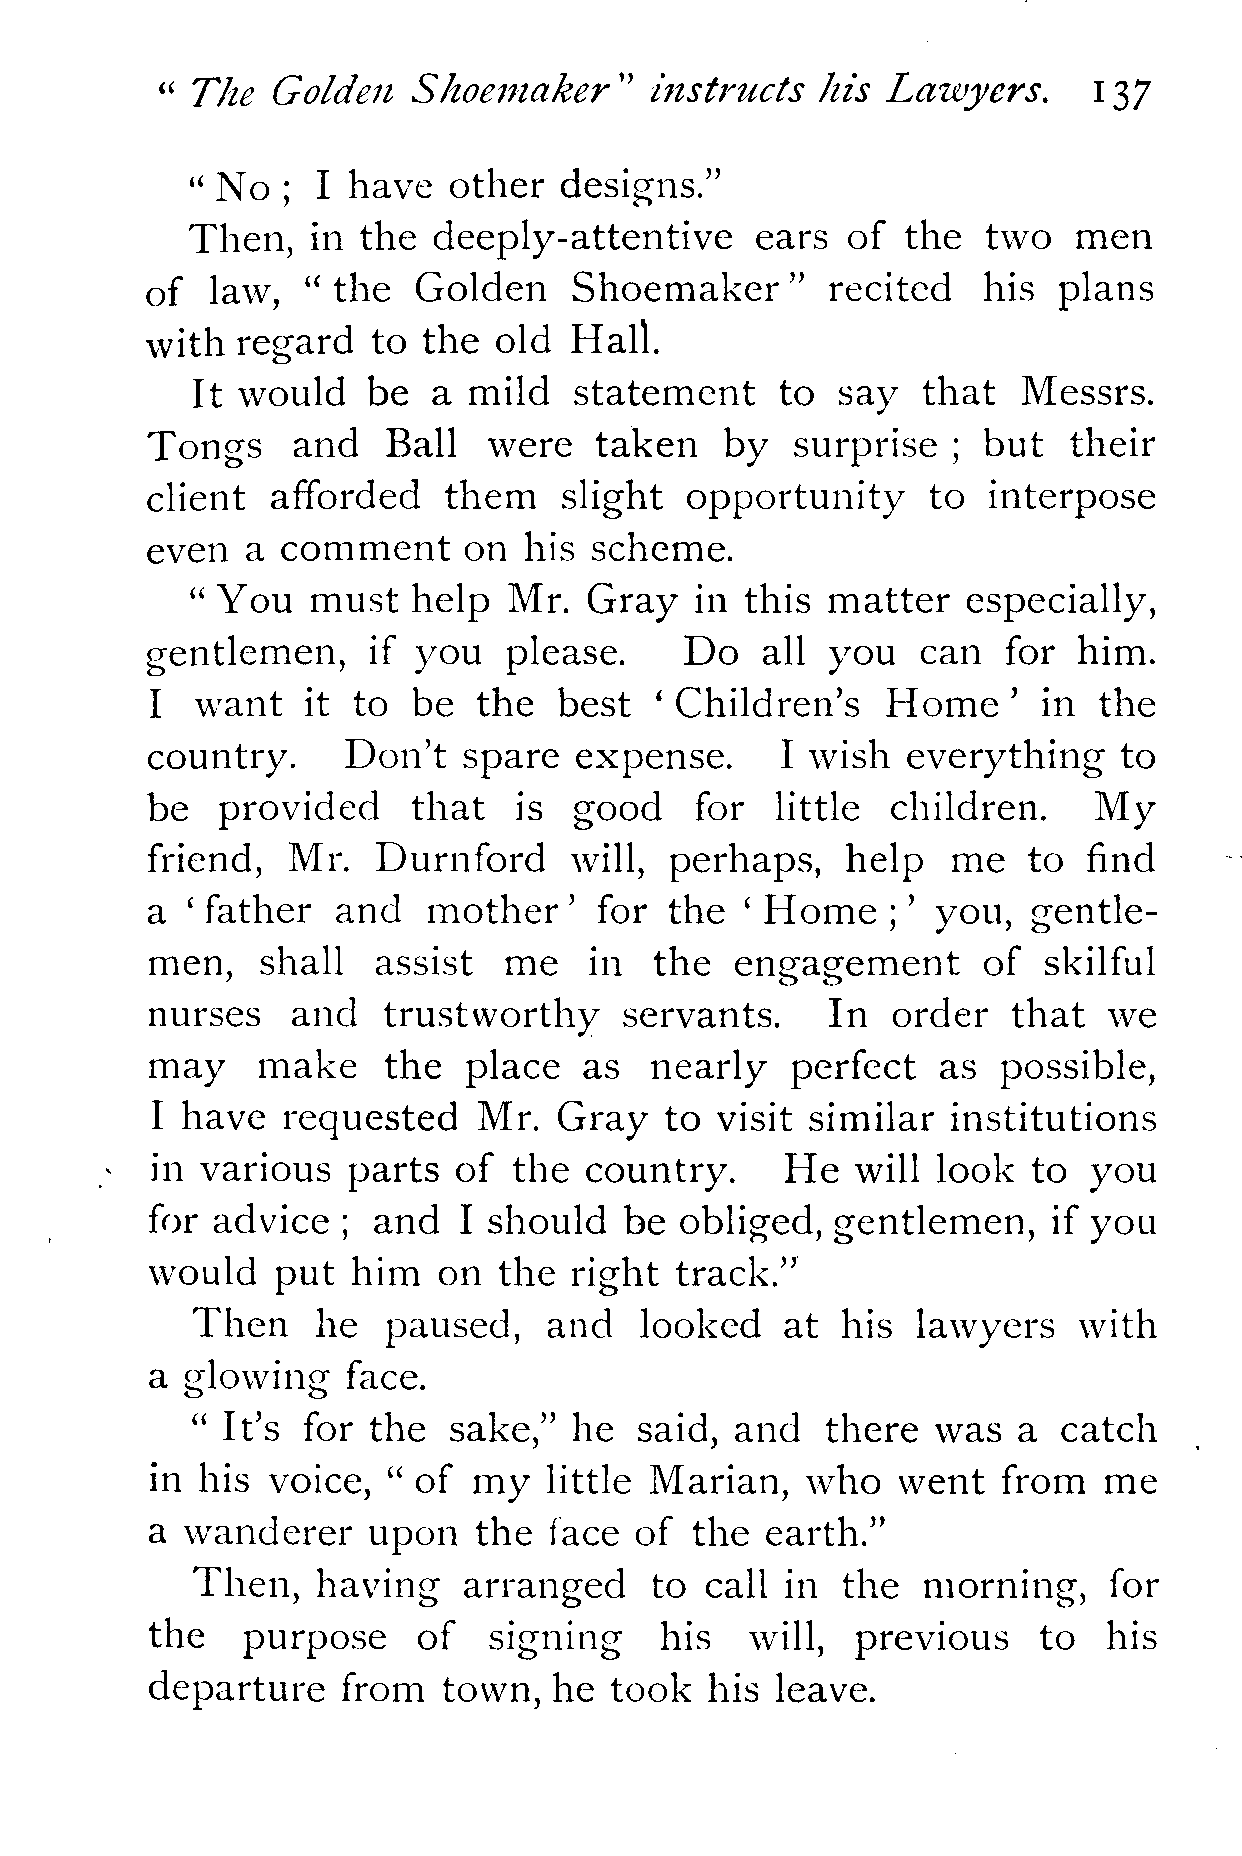 “ The Golden Shoemaker” instructs his Lawyers. 137
“ No ; I have other designs.”
Then, in the deeply-attentive ears of the two men
of law, “ the Golden Shoemaker ” recited his plans
with regard to the old Hall.
It would be a mild statement to say that Messrs.
Tongs and Ball were taken by surprise ; but their
client afforded them slight opportunity to interpose
even a comment on his scheme.
“ You must help Mr. Gray in this matter especially,
gentlemen, if you please. Do all you can for him.
I want it to be the best ‘ Children’s Home ’ in the
country. Don’t spare expense. I wish everything to
be provided that is good for little children. My
friend, Mr. Durnford will, perhaps, help me to find
a ‘ father and mother ’ for the ‘ Home ; ’ you, gentle-
men, shall assist me in the engagement of skilful
nurses and trustworthy servants. In order that we
may make the place as nearly perfect as possible,
I have requested Mr. Gray to visit similar institutions
in various parts of the country. He will look to you
for advice ; and I should be obliged, gentlemen, if you
would put him on the right track.”
Then he paused, and looked at his lawyers with
a glowing face.
“ It’s for the sake,” he said, and there was a catch
in his voice, “ of my little Marian, who went from me
a wanderer upon the face of the earth.”
Then, having arranged to call in the morning, for
the purpose of signing his will, previous to his
departure from town, he took his leave.